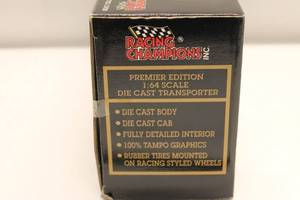 RACING
CHAMPIONS INC.
PREMIER EDITION
1:64 SCALE
DIE CAST TRANSPORTER
• DIE CAST BODY
• DIE CAST CAB
• FULLY DETAILED INTERIOR
• 100% TAMPO GRAPHICS
• RUBBER TIRES MOUNTED
ON RACING STYLED WHEELS